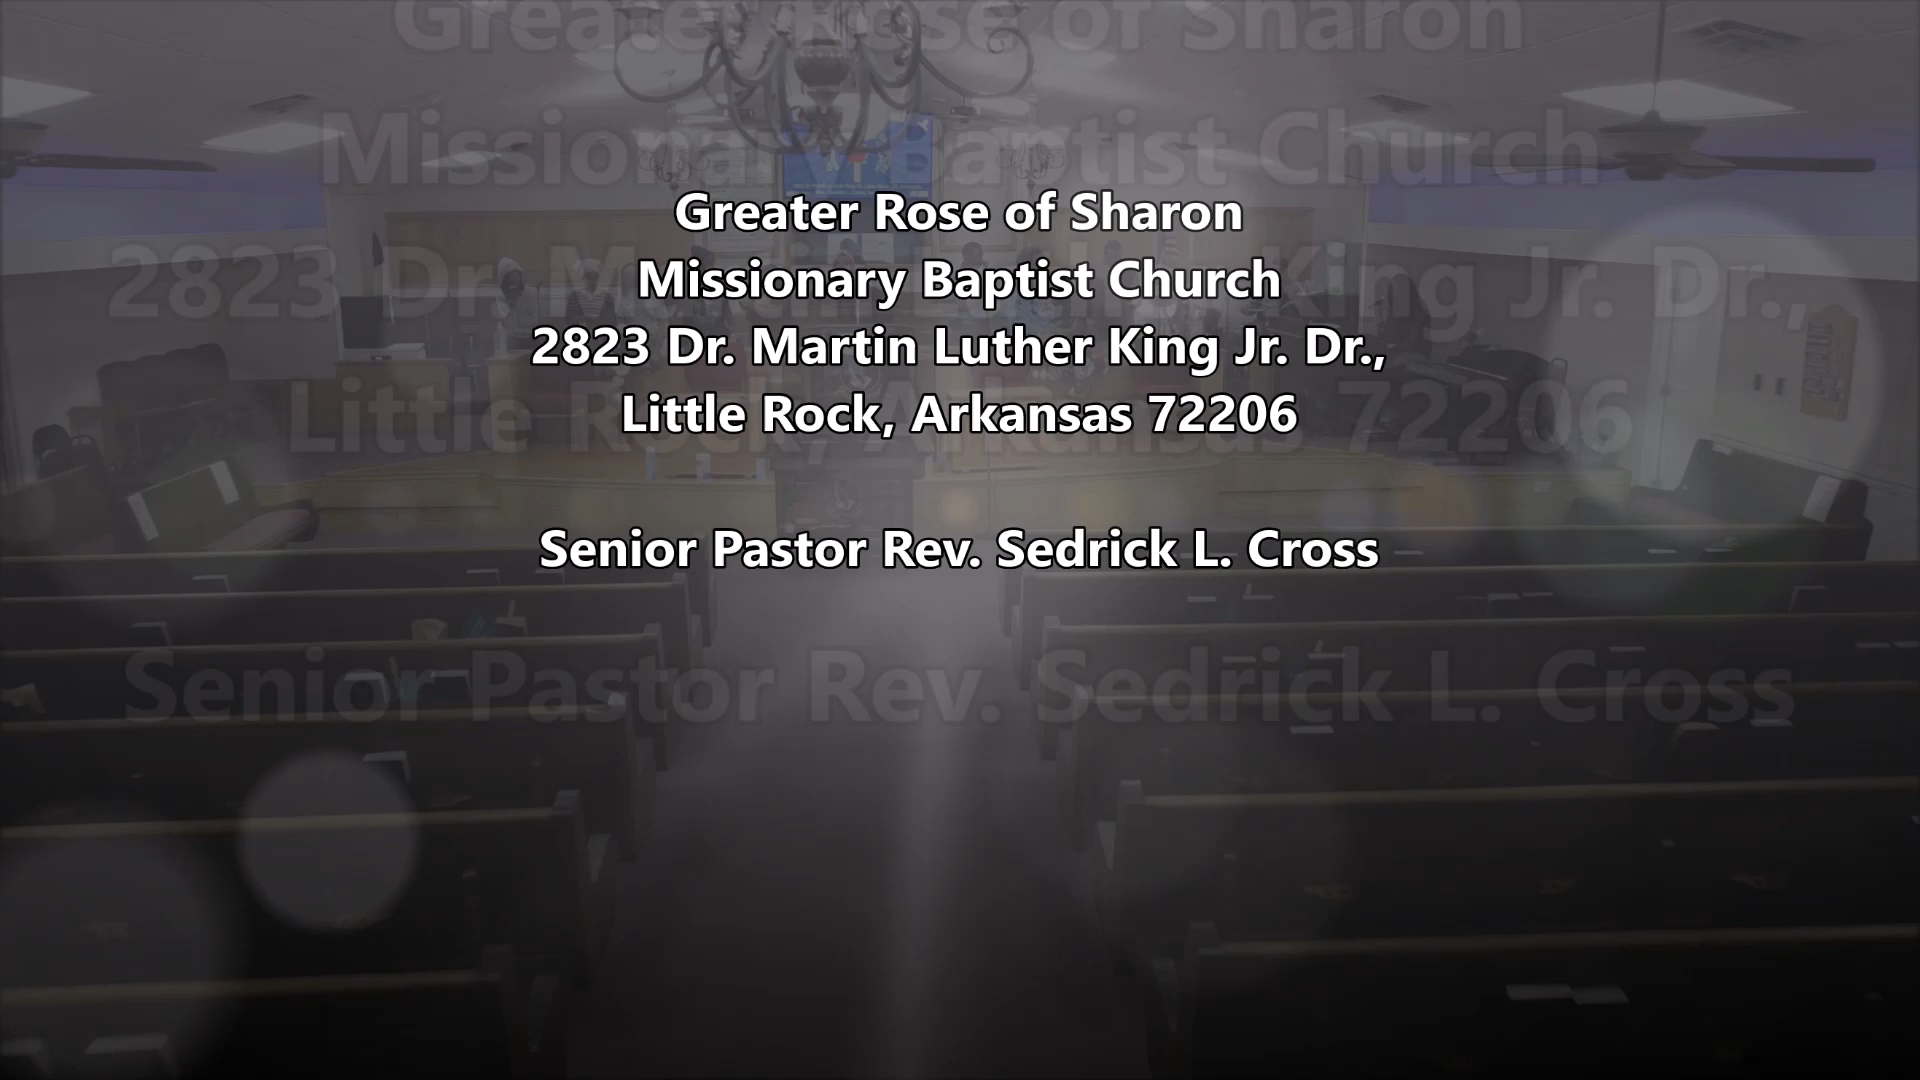 Greater Rose of Sharon
Missionary Baptist Church
2823 Dr. Martin Luther King Jr. Dr.,
Little Rock, Arkansas 72206
Senior Pastor Rev. Sedrick L. Cross